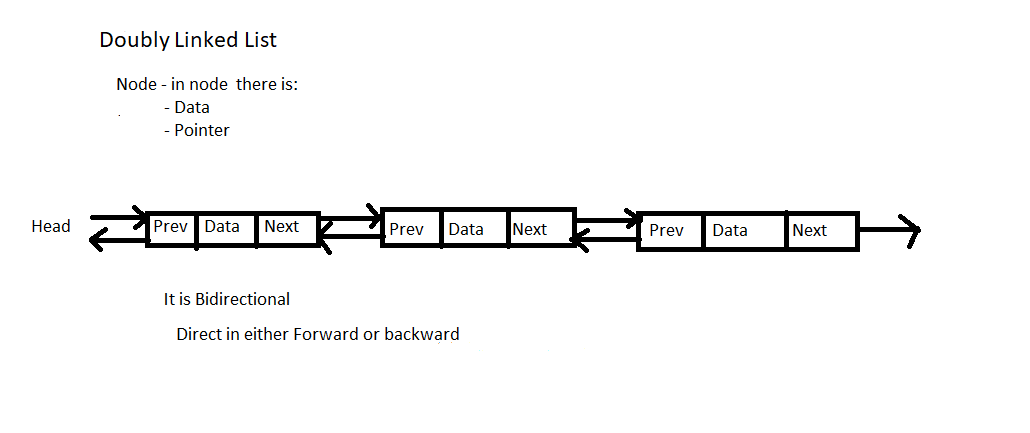 Doubly Linked List
Node - in node there is:
- Data
- Pointer
Head
Prev Data Next
Prev Data Next
Prev Data Next
It is Bidirectional
Direct in either Forward or backward